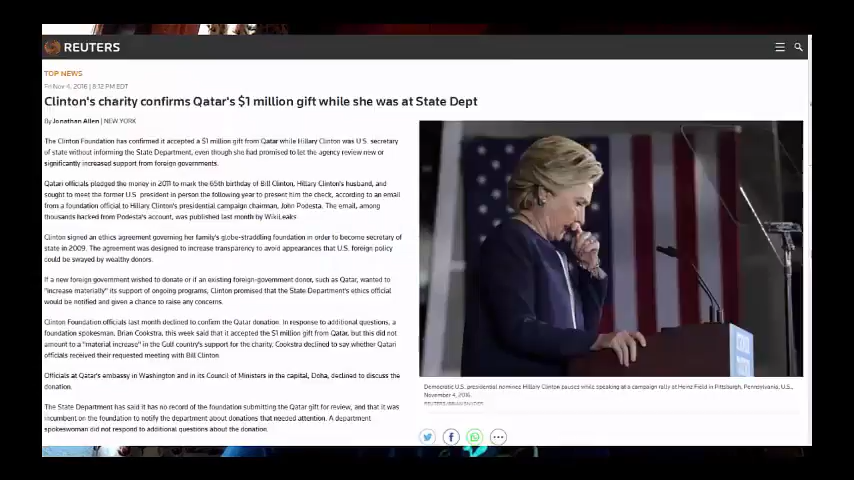 REUTERS
TOP NEWS
Fri Nov 4, 2016 | 8:12 PM EDT
Clinton's charity confirms Qatar's $1 million gift while she was at State Dept
By Jonathan Allen | NEW YORK
The Clinton Foundation has confirmed it accepted a $1 million gift from Qatar while Hillary Clinton was U.S. secretary
of state without informing the State Department, even though she had promised to let the agency review new or
significantly increased support from foreign governments.
Qatari officials pledged the money in 2011 to mark the 65th birthday of Bill Clinton, Hillary Clinton's husband, and
sought to meet the former U.S. president in person the following year to present him the check, according to an email
from a foundation official to Hillary Clinton's presidential campaign chairman, John Podesta. The email, among
thousands hacked from Podesta's account, was published last month by WikiLeaks.
Clinton signed an ethics agreement governing her family's globe-straddling foundation in order to become secretary of
state in 2009. The agreement was designed to increase transparency to avoid appearances that U.S. foreign policy
could be swayed by wealthy donors.
If a new foreign government wished to donate or if an existing foreign-government donor, such as Qatar, wanted to
"increase materially" its support of ongoing programs, Clinton promised that the State Department's ethics official
would be notified and given a chance to raise any concerns.
Clinton Foundation officials last month declined to confirm the Qatar donation. In response to additional questions, a
foundation spokesman, Brian Cookstra, this week said that it accepted the $1 million gift from Qatar, but this did not
amount to a "material increase" in the Gulf country's support for the charity. Cookstra declined to say whether Qatari
officials received their requested meeting with Bill Clinton.
Officials at Qatar's embassy in Washington and in its Council of Ministers in the capital, Doha, declined to discuss the
donation.
The State Department has said it has no record of the foundation submitting the Qatar gift for review, and that it was
incumbent on the foundation to notify the department about donations that needed attention. A department
spokeswoman did not respond to additional questions about the donation.
Democratic U.S. presidential nominee Hillary Clinton pauses while speaking at a campaign rally at Heinz Field in Pittsburgh, Pennsylvania, U.S.,
November 4, 2016.
REUTERS/BRIAN SNYDER